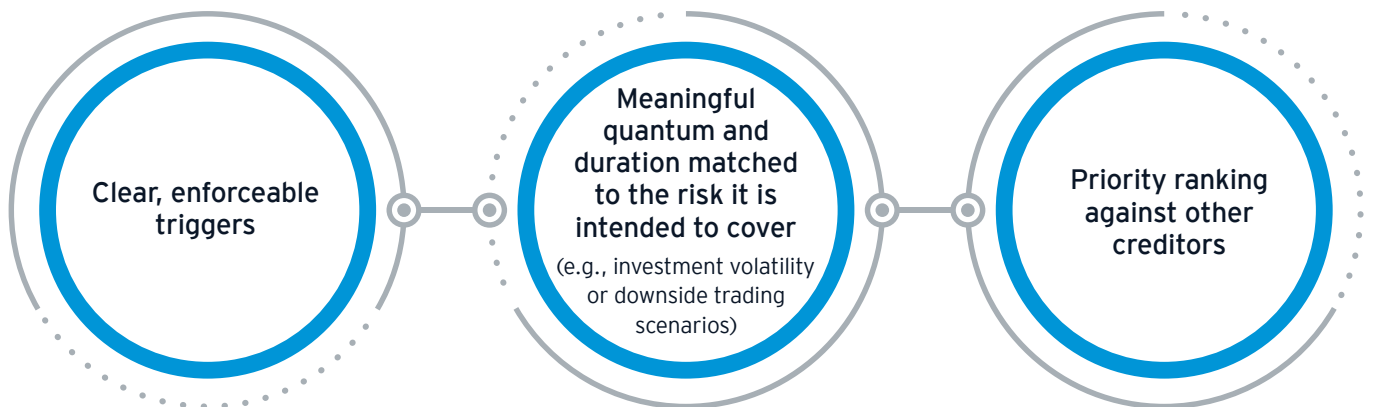 Clear, enforceable
triggers
Meaningful
quantum and
duration matched
to the risk it is
intended to cover
(e.g., investment volatility
or downside trading
scenarios)
Priority ranking
against other
creditors